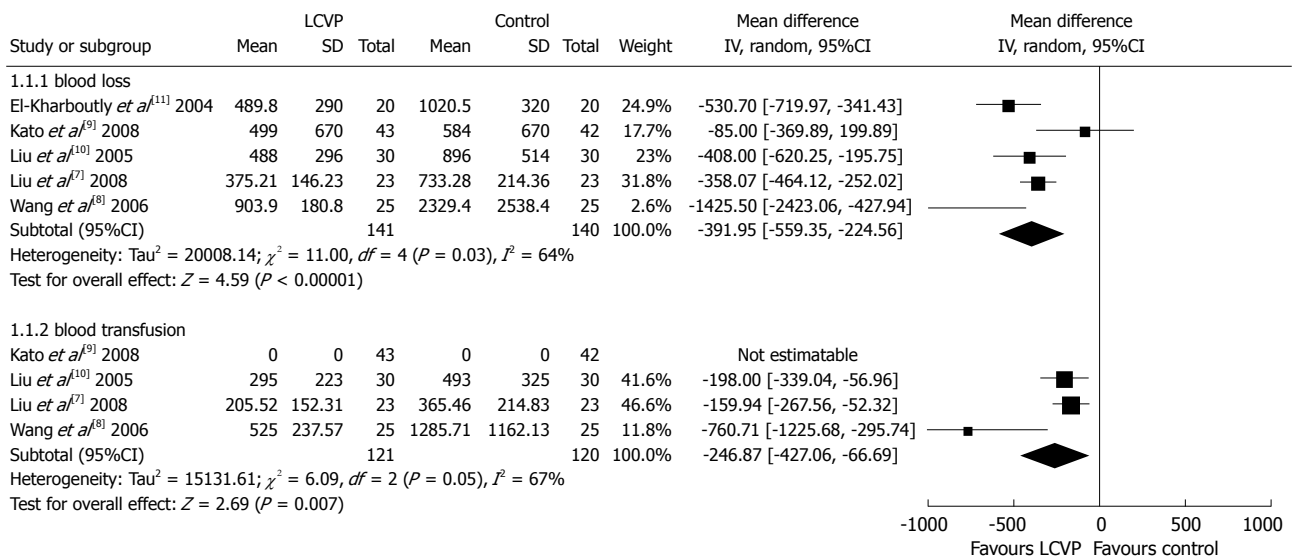 LCVP Control Mean difference Mean difference
Study or subgroup Mean SD Total Mean SD Total Weight IV, random, 95%CI IV, random, 95%CI
1.1.1 blood loss
El-Kharboutly et al[11] 2004 489.8 290 20 1020.5 320 20 24.9% -530.70 [-719.97, -341.43]
Kato et al[9] 2008 499 670 43 584 670 42 17.7% -85.00 [-369.89, 199.89]
Liu et al[10] 2005 488 296 30 896 514 30 23% -408.00 [-620.25, -195.75]
Liu et al[7] 2008 375.21 146.23 23 733.28 214.36 23 31.8% -358.07 [-464.12, -252.02]
Wang et al[8] 2006 903.9 180.8 25 2329.4 2538.4 25 2.6% -1425.50 [-2423.06, -427.94]
Subtotal (95%CI) 141 140 100.0% -391.95 [-559.35, -224.56]
Heterogeneity: Tau² = 20008.14; χ² = 11.00, df = 4 (P = 0.03), I² = 64%
Test for overall effect: Z = 4.59 (P < 0.00001)
1.1.2 blood transfusion
Kato et al[9] 2008 0 0 43 0 0 42 Not estimatable
Liu et al[10] 2005 295 223 30 493 325 30 41.6% -198.00 [-339.04, -56.96]
Liu et al[7] 2008 205.52 152.31 23 365.46 214.83 23 46.6% -159.94 [-267.56, -52.32]
Wang et al[8] 2006 525 237.57 25 1285.71 1162.13 25 11.8% -760.71 [-1225.68, -295.74]
Subtotal (95%CI) 121 120 100.0% -246.87 [-427.06, -66.69]
Heterogeneity: Tau² = 15131.61; χ² = 6.09, df = 2 (P = 0.05), I² = 67%
Test for overall effect: Z = 2.69 (P = 0.007)
-1000 -500 0 500 1000
Favours LCVP Favours control